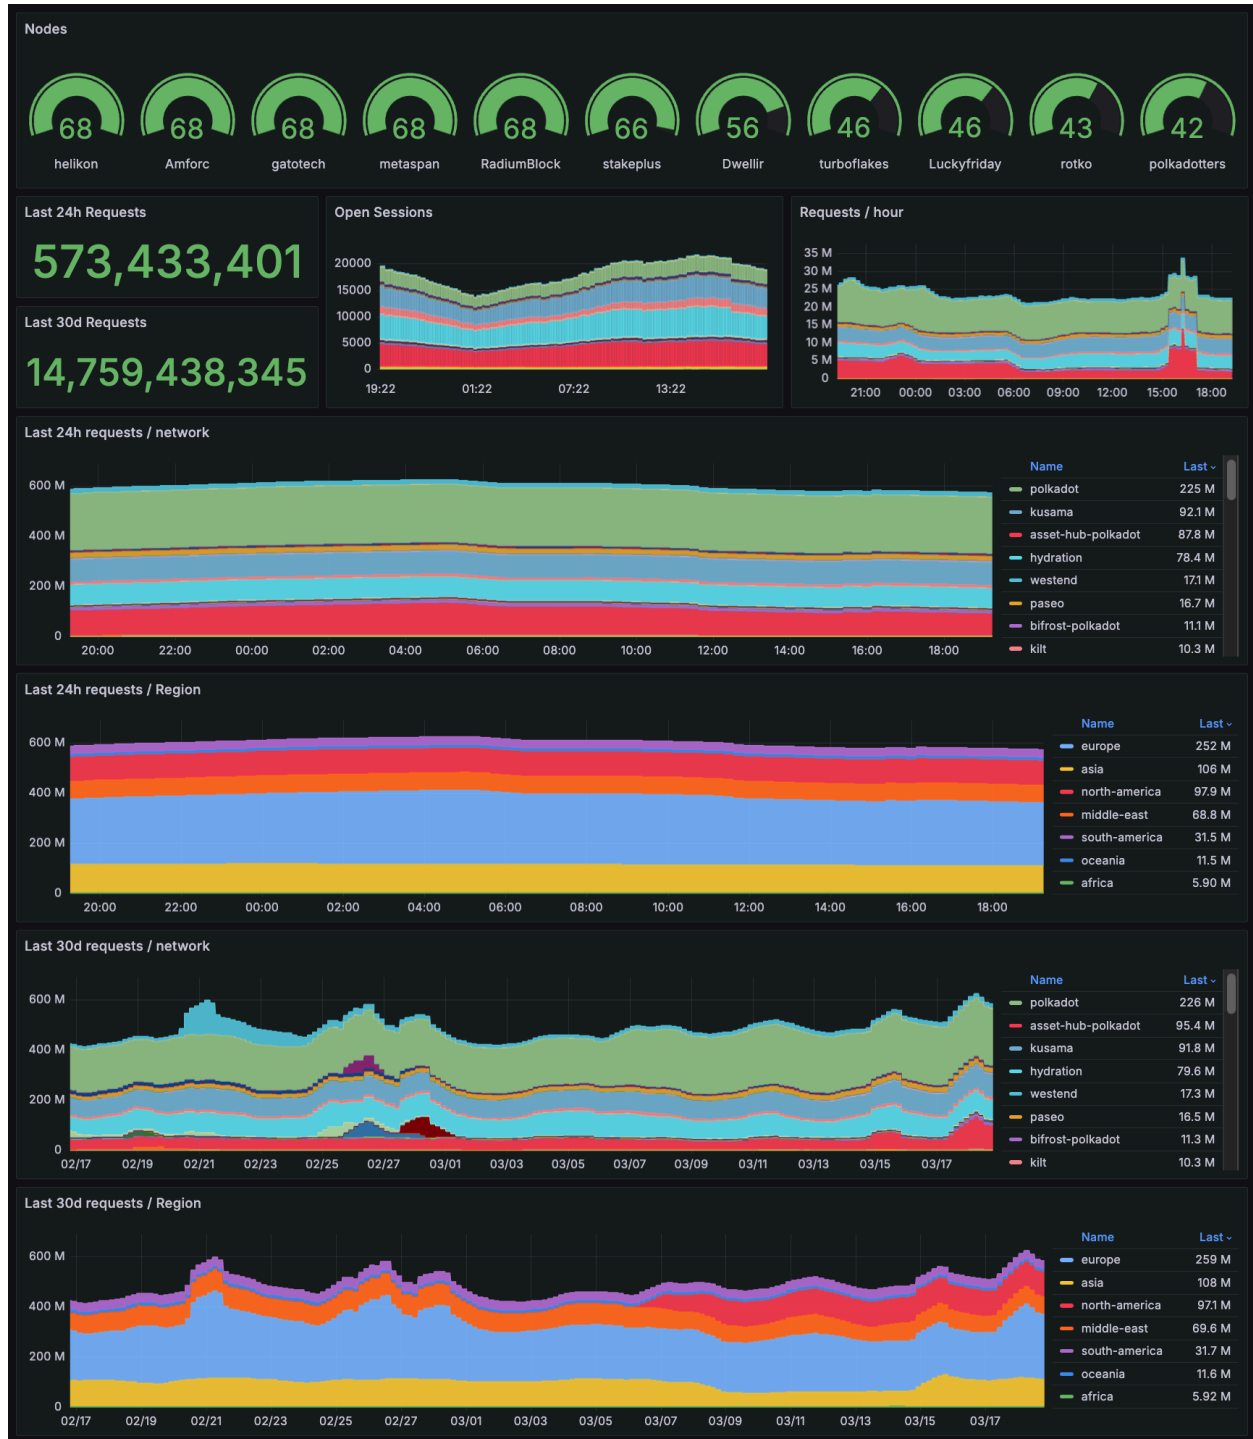 Nodes
68 68 68 68 68 66 56 46 46 43 42
helikon Amforc gatotech metaspan RadiumBlock stakeplus Dwellir turboflakes Luckyfriday rotko polkadotters
Last 24h Requests
573,433,401
Last 30d Requests
14,759,438,345
Open Sessions
20000
15000
10000
5000
0
19:22 01:22 07:22 13:22
Requests / hour
35 M
30 M
25 M
20 M
15 M
10 M
5 M
0
21:00 00:00 03:00 06:00 09:00 12:00 15:00 18:00
Last 24h requests / network
600 M
400 M
200 M
0
20:00 22:00 00:00 02:00 04:00 06:00 08:00 10:00 12:00 14:00 16:00 18:00
Name Last
polkadot 225 M
kusama 92.1 M
asset-hub-polkadot 87.8 M
hydration 78.4 M
westend 17.1 M
paseo 16.7 M
bifrost-polkadot 11.1 M
kilt 10.3 M
Last 24h requests / Region
600 M
400 M
200 M
0
20:00 22:00 00:00 02:00 04:00 06:00 08:00 10:00 12:00 14:00 16:00 18:00
Name Last
europe 252 M
asia 106 M
north-america 97.9 M
middle-east 68.8 M
south-america 31.5 M
oceania 11.5 M
africa 5.90 M
Last 30d requests / network
600 M
400 M
200 M
0
02/17 02/19 02/21 02/23 02/25 02/27 03/01 03/03 03/05 03/07 03/09 03/11 03/13 03/15 03/17
Name Last
polkadot 226 M
asset-hub-polkadot 95.4 M
kusama 91.8 M
hydration 79.6 M
westend 17.3 M
paseo 16.5 M
bifrost-polkadot 11.3 M
kilt 10.3 M
Last 30d requests / Region
600 M
400 M
200 M
0
02/17 02/19 02/21 02/23 02/25 02/27 03/01 03/03 03/05 03/07 03/09 03/11 03/13 03/15 03/17
Name Last
europe 259 M
asia 108 M
north-america 97.1 M
middle-east 69.6 M
south-america 31.7 M
oceania 11.6 M
africa 5.92 M